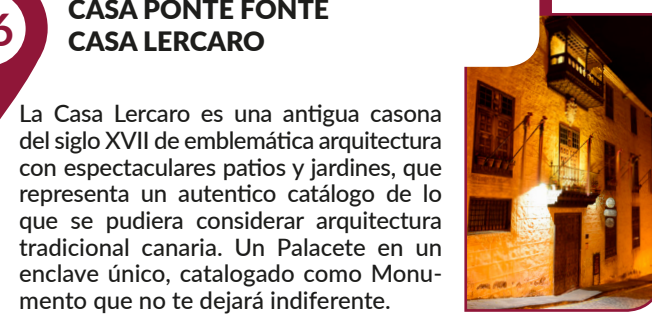 6
CASA PONTE FONTE
CASA LERCARO
La Casa Lercaro es una antigua casona
del siglo XVII de emblemática arquitectura
con espectaculares patios y jardines, que
representa un autentico catálogo de lo
que se pudiera considerar arquitectura
tradicional canaria. Un Palacete en un
enclave único, catalogado como Monu-
mento que no te dejará indiferente.